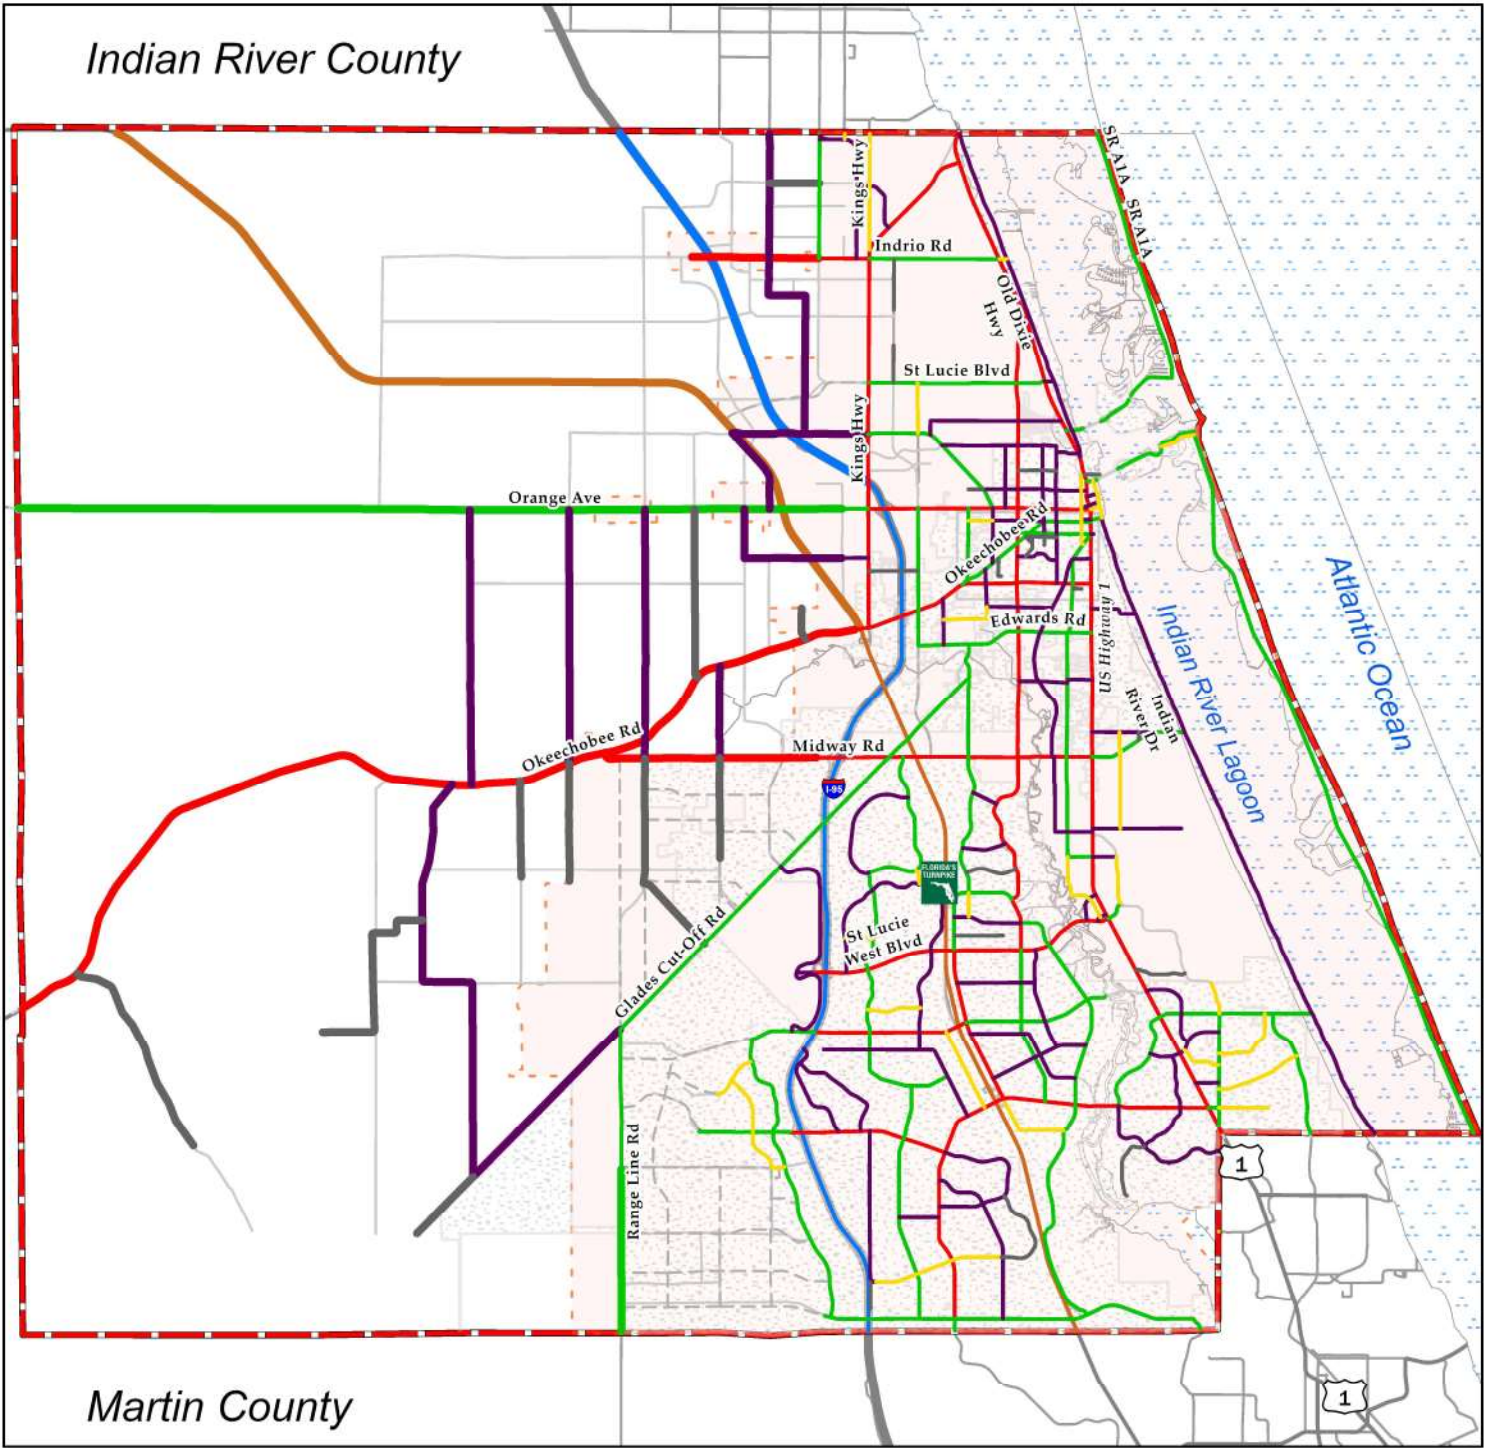 Indian River County
SR A1A
SR A1A
Kings Hwy
Indrio Rd
Old Dixie
Hwy
St Lucie Blvd
Kings Hwy
Orange Ave
Okeechobee Rd
Edwards Rd
US Highway 1
Atlantic Ocean
Indian River Lagoon
Indian
River Dr
Okeechobee Rd
Midway Rd
I-95
FLORIDA'S
TURNPIKE
St Lucie
West Blvd
Glades Cut-Off Rd
Range Line Rd
1
1
Martin County